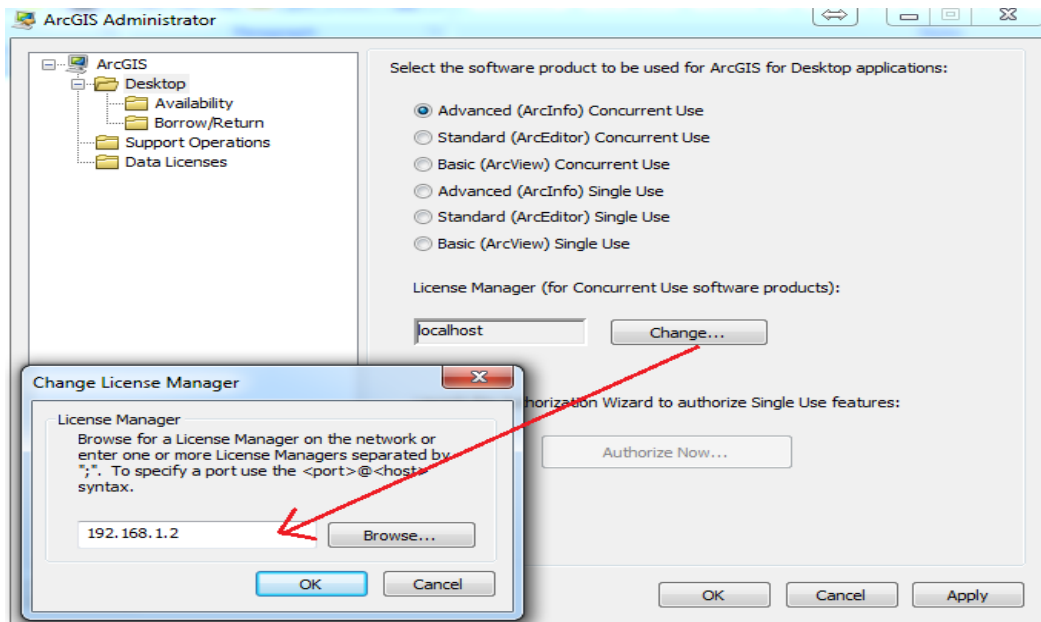 ArcGIS Administrator
ArcGIS
Desktop
Availability
Borrow/Return
Support Operations
Data Licenses
Select the software product to be used for ArcGIS for Desktop applications:
Advanced (ArcInfo) Concurrent Use
Standard (ArcEditor) Concurrent Use
Basic (ArcView) Concurrent Use
Advanced (ArcInfo) Single Use
Standard (ArcEditor) Single Use
Basic (ArcView) Single Use
License Manager (for Concurrent Use software products):
localhost
Change...
Wizard to authorize Single Use features:
Authorize Now...
Change License Manager
License Manager
Browse for a License Manager on the network or
enter one or more License Managers separated by
";". To specify a port use the <port>@<host>
syntax.
192.168.1.2
Browse...
OK
Cancel
OK
Cancel
Apply